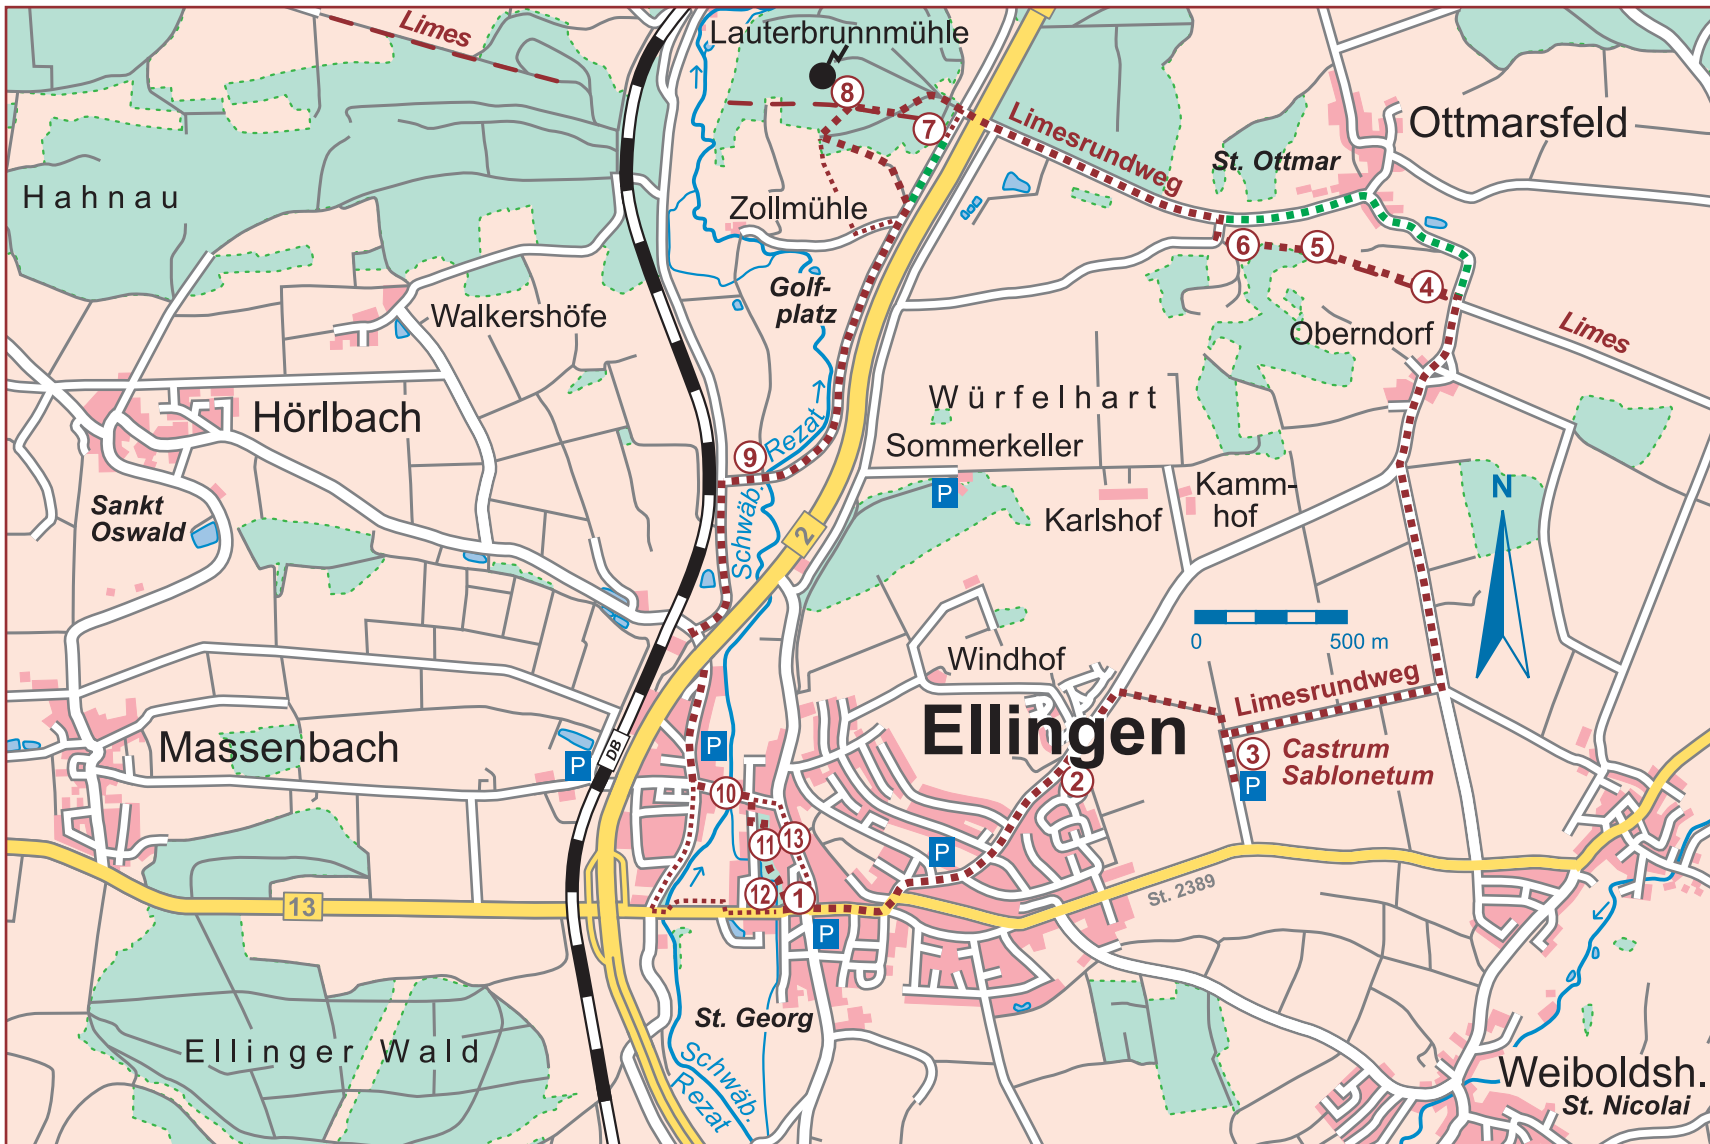 Limes
Lauterbrunnmühle
8
7
Limesrundweg
Ottmarsfeld
St. Ottmar
Hahnau
Zollmühle
6
5
4
Golf-
platz
Walkershöfe
Oberndorf
Limes
Würfelhart
Hörlbach
Rezat
Sommerkeller
9
Sankt
Oswald
Schwäb.
P
Karlshof
Kamm-
hof
N
2
0
500 m
Windhof
Limesrundweg
Ellingen
Massenbach
P
DB
P
3
Castrum
Sablonetum
P
2
10
11
13
P
12
1
13
St. 2389
P
St. Georg
Ellinger Wald
Schwäb.
Rezat
Weiboldsh.
St. Nicolai